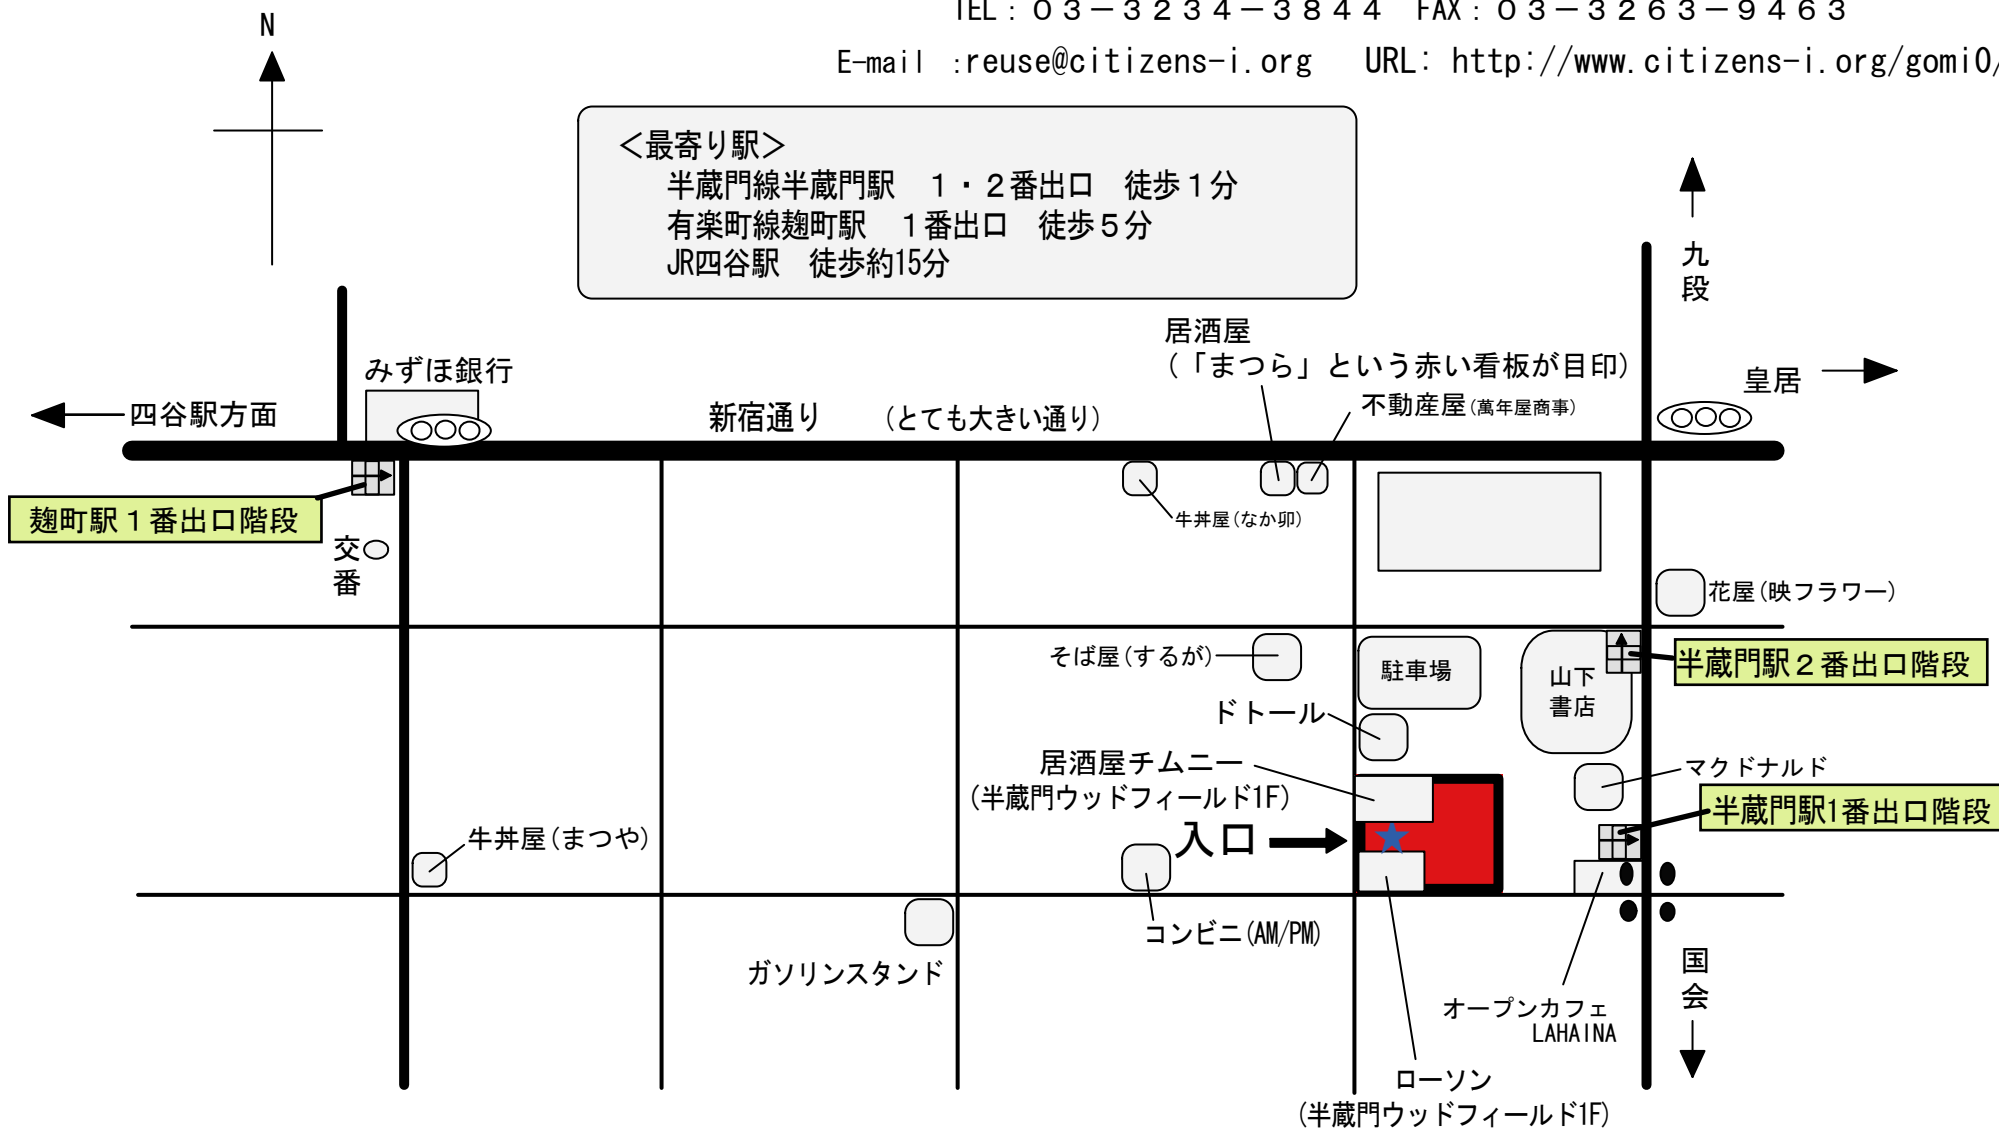 TEL：０３－３２３４－３８４４　FAX：０３－３２６３－９４６３
E-mail　:reuse@citizens-i.org　URL: http://www.citizens-i.org/gomi0/
N
＜最寄り駅＞
半蔵門線半蔵門駅　１・２番出口　徒歩１分
有楽町線麹町駅　１番出口　徒歩５分
JR四谷駅　徒歩約15分
九段
居酒屋
（「まつら」という赤い看板が目印）
みずほ銀行
皇居
四谷駅方面
新宿通り　（とても大きい通り）
不動産屋(萬年屋商事)
麹町駅１番出口階段
牛丼屋(なか卯)
交番
花屋(映フラワー)
そば屋(するが)
駐車場
山下
書店
半蔵門駅２番出口階段
ドトール
居酒屋チムニー
(半蔵門ウッドフィールド1F)
マクドナルド
半蔵門駅1番出口階段
入口
牛丼屋(まつや)
コンビニ(AM/PM)
ガソリンスタンド
国会
オープンカフェ
LAHAINA
ローソン
(半蔵門ウッドフィールド1F)